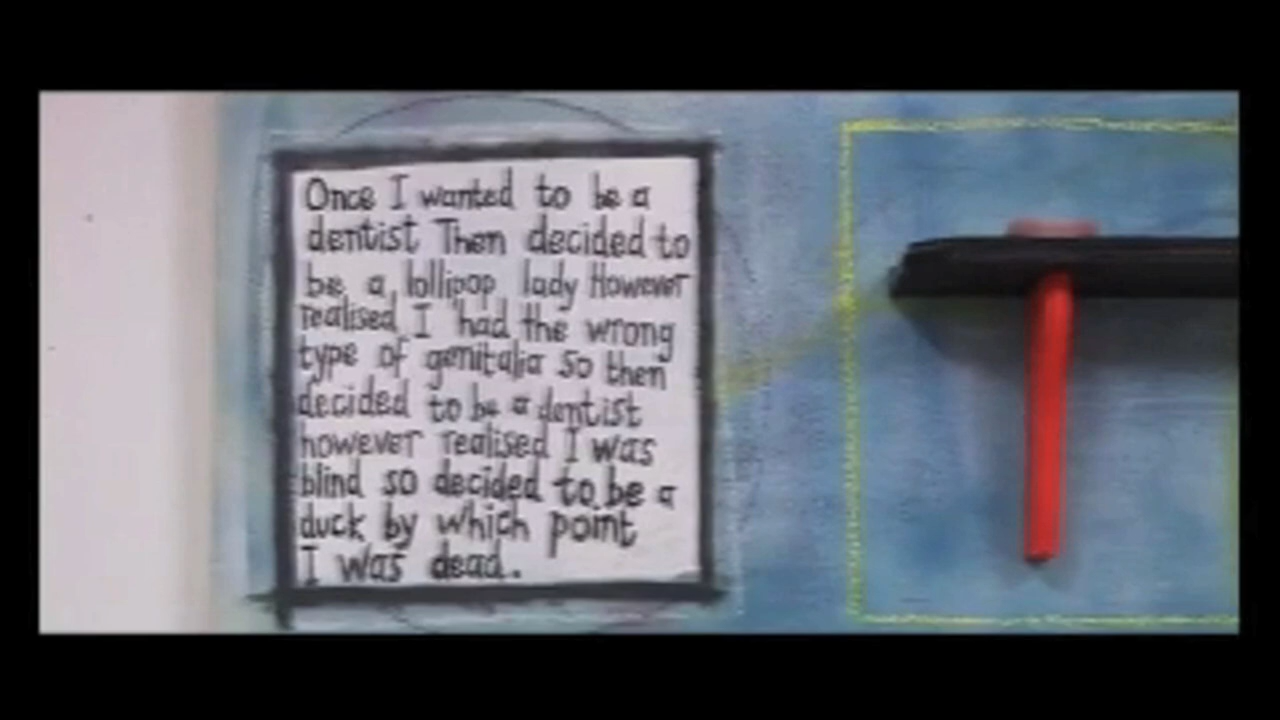 Once I wanted to be a
dentist Then decided to
be a lollipop lady However
realised I had the wrong
type of genitalia So then
decided to be a dentist
however realised I was
blind so decided to be a
duck by which point
I was dead.